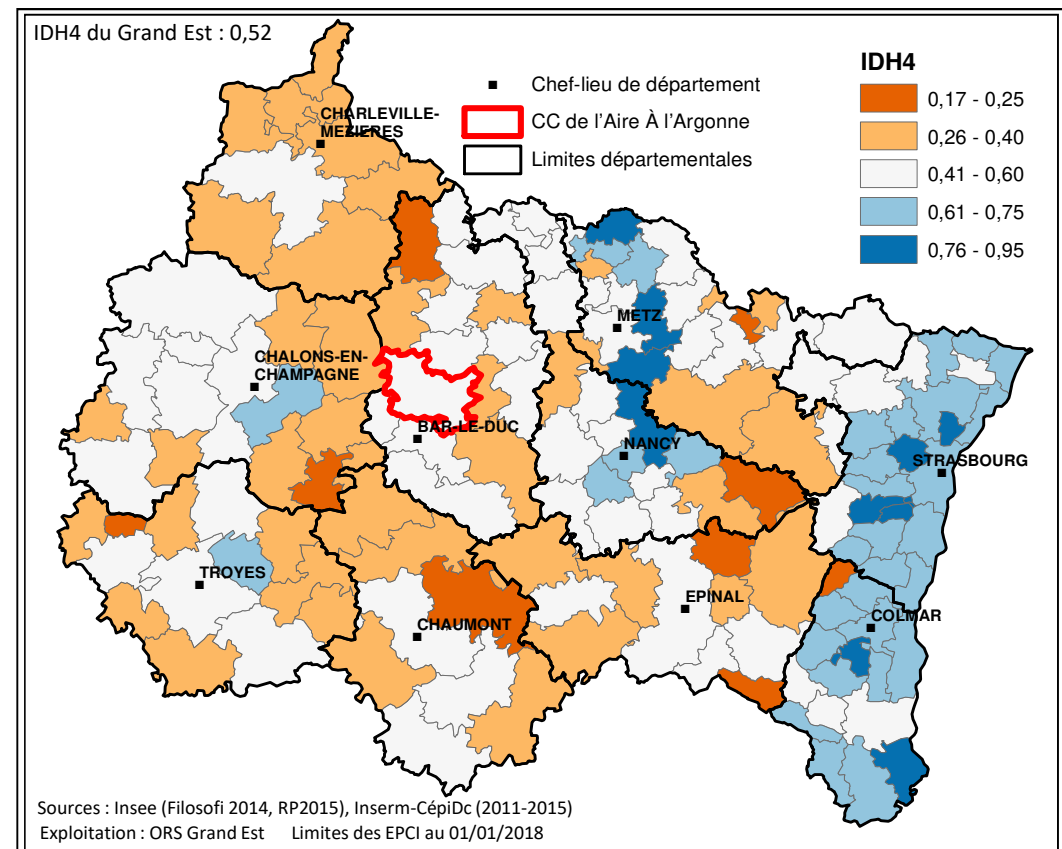 IDH4 du Grand Est : 0,52
IDH4
Chef-lieu de département
CC de l'Aire À l'Argonne
Limites départementales
0,17 - 0,25
0,26 - 0,40
0,41 - 0,60
0,61 - 0,75
0,76 - 0,95
CHARLEVILLE-
MEZIERES
METZ
CHALONS-EN-
CHAMPAGNE
BAR-LE-DUC
NANCY
STRASBOURG
TROYES
EPINAL
CHAUMONT
COLMAR
Sources : Insee (Filosofi 2014, RP2015), Inserm-CépiDc (2011-2015)
Exploitation : ORS Grand Est Limites des EPCI au 01/01/2018